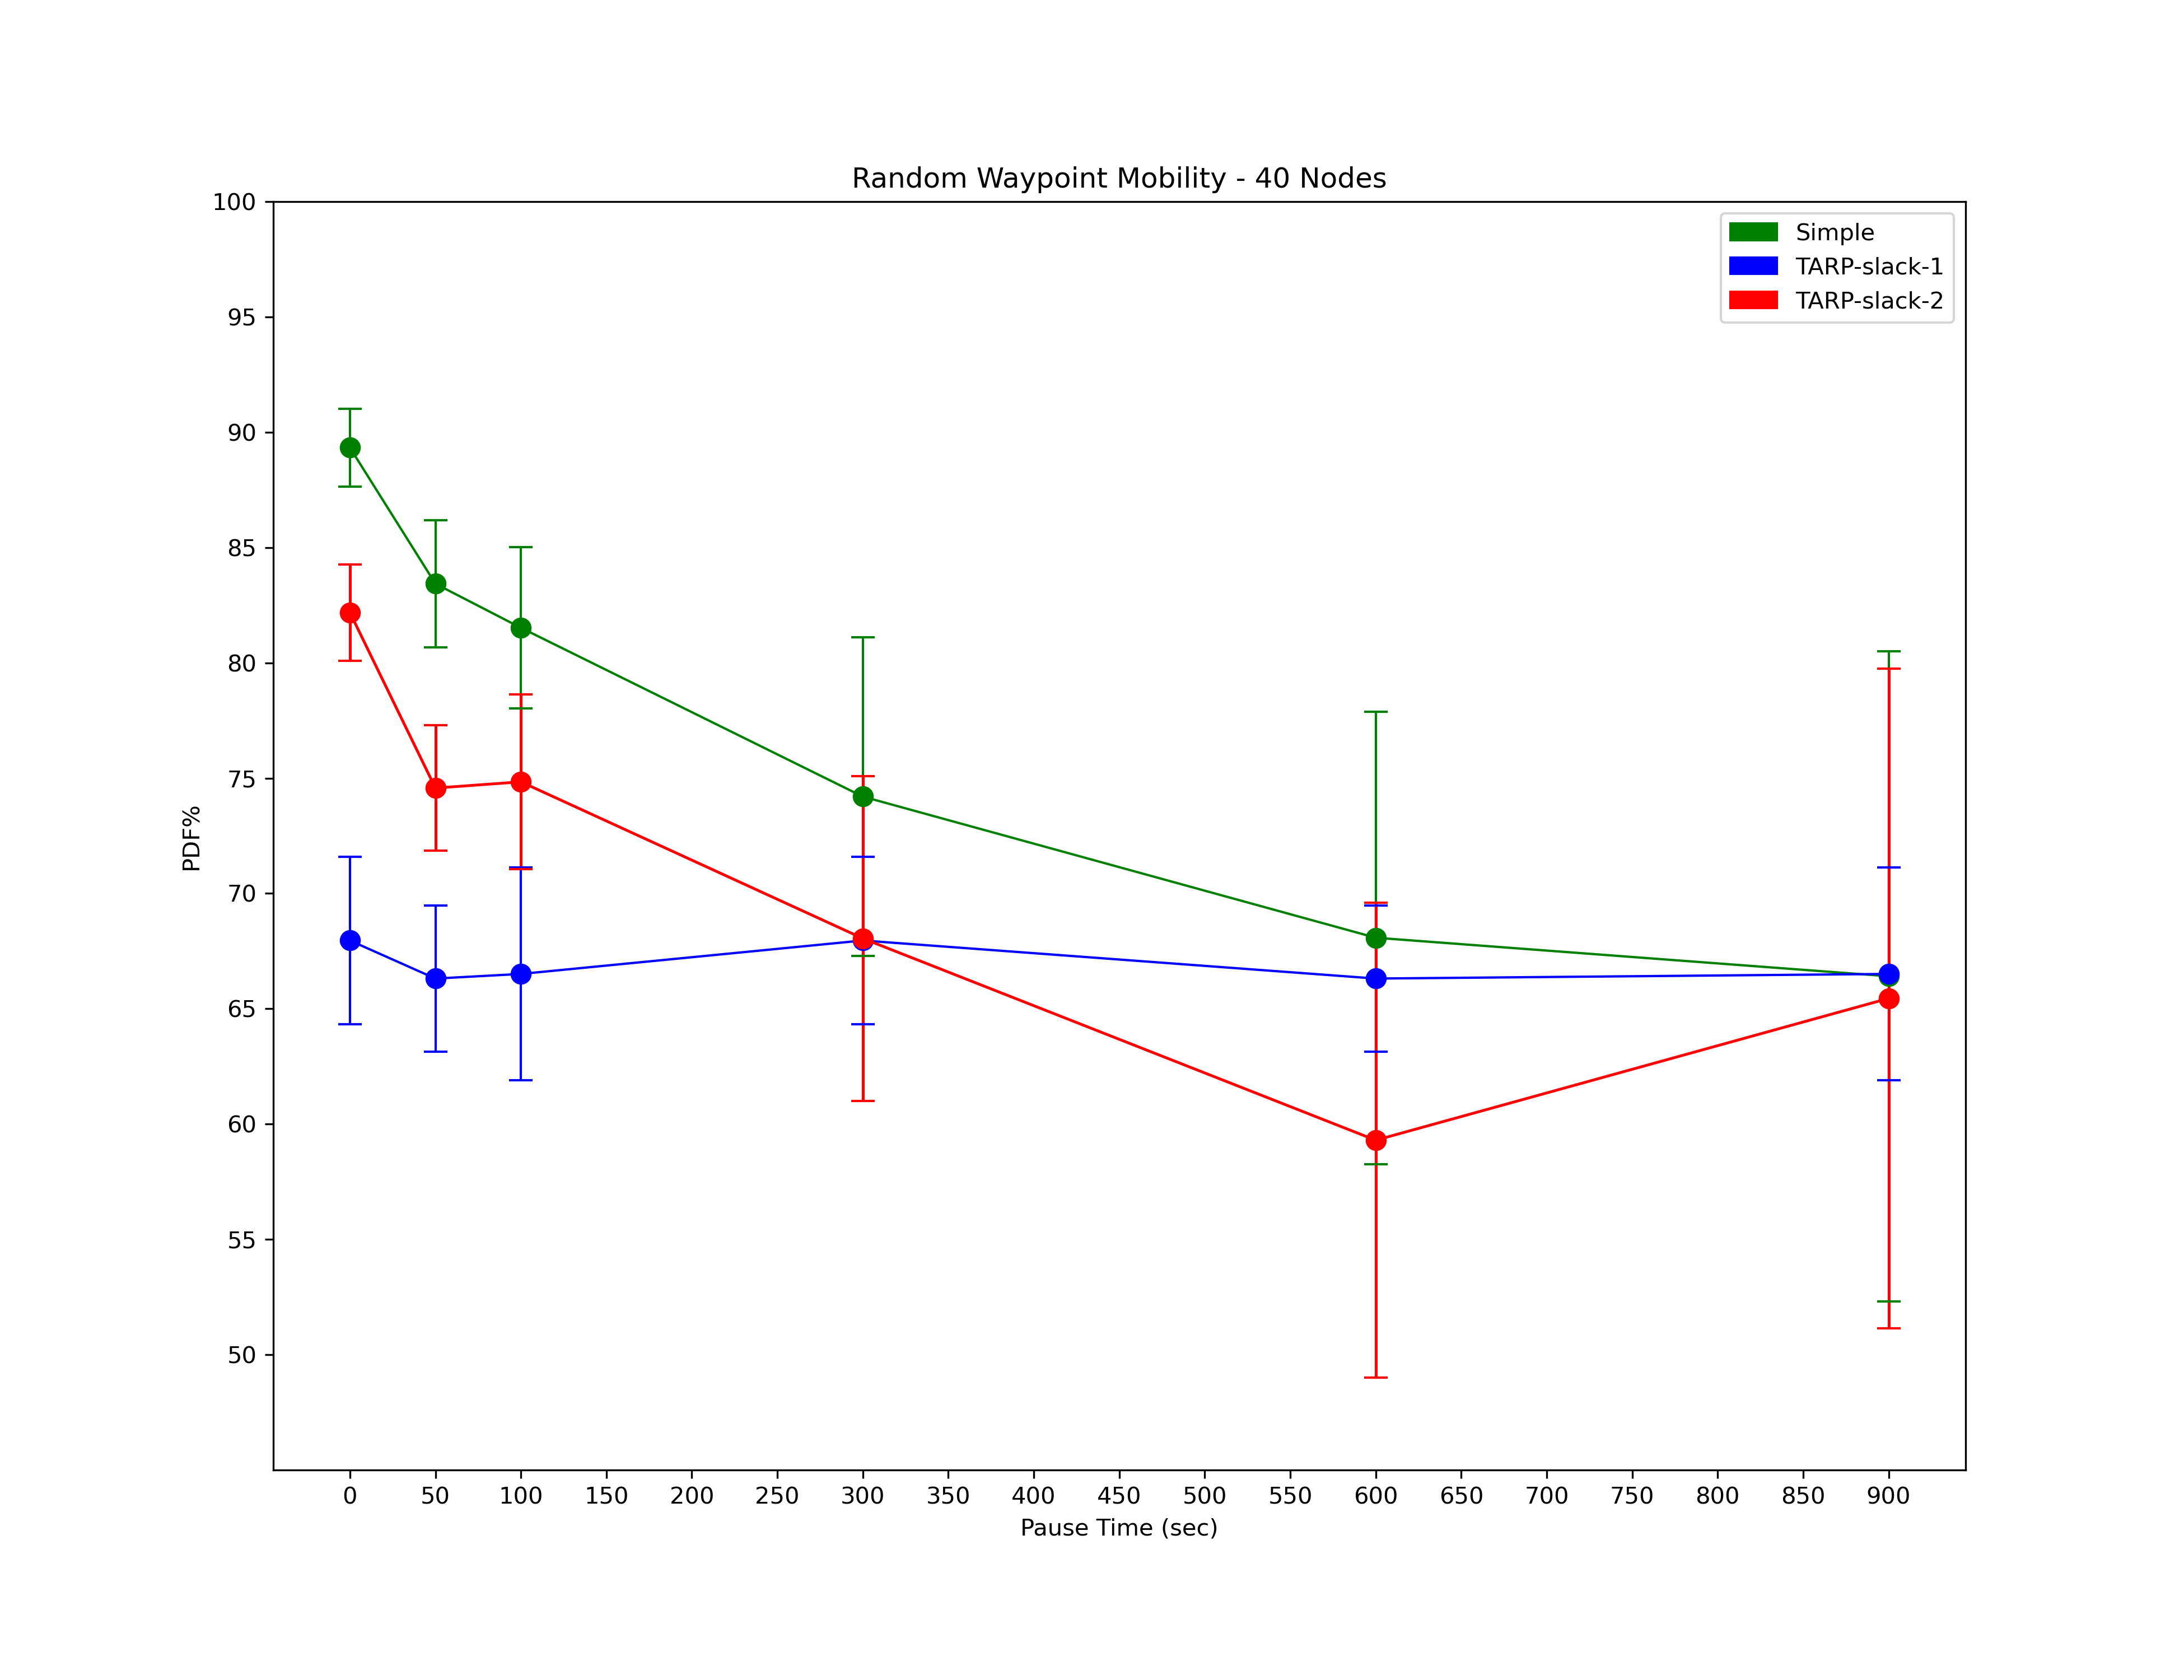 Random Waypoint Mobility - 40 Nodes
100
95
90
85
80
75
70
65
60
55
50
PDF%
Simple
TARP-slack-1
TARP-slack-2
0 50 100 150 200 250 300 350 400 450 500 550 600 650 700 750 800 850 900
Pause Time (sec)